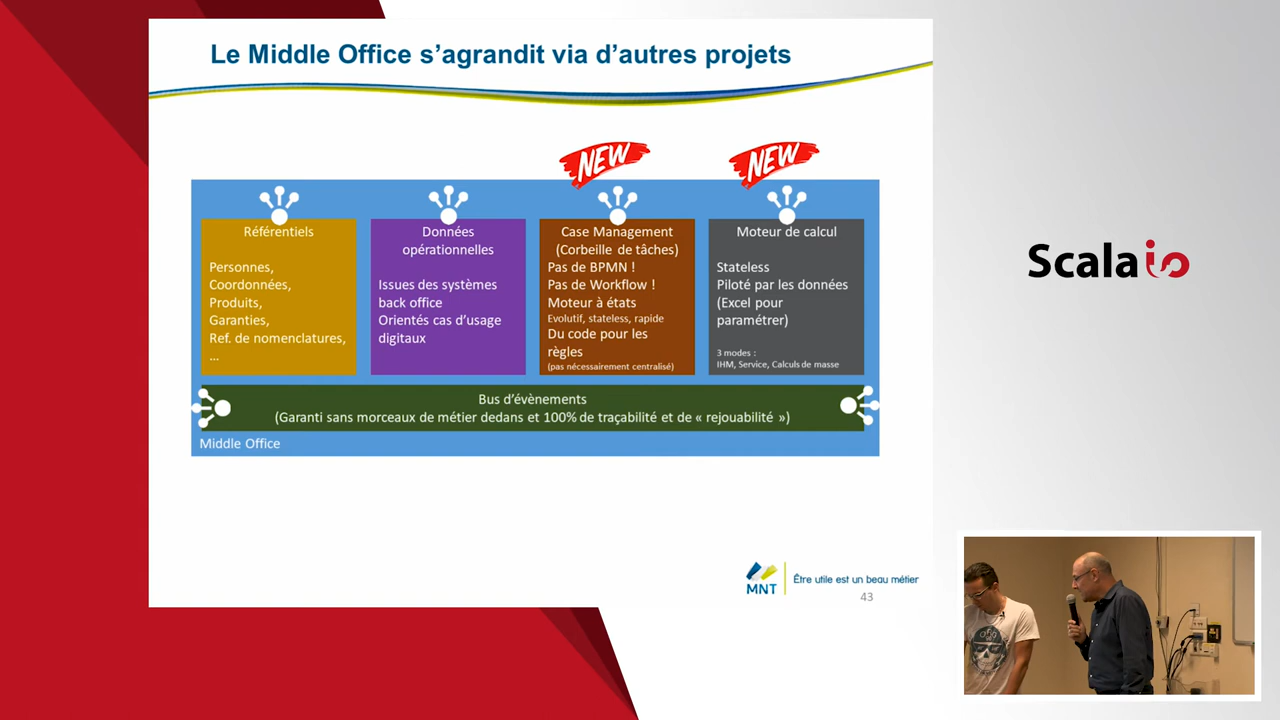 Le Middle Office s’agrandit via d’autres projets
NEW
NEW
Référentiels
Personnes,
Coordonnées,
Produits,
Garanties,
Ref. de nomenclatures,
...
Données
opérationnelles
Issues des systèmes
back office
Orientés cas d’usage
digitaux
Case Management
(Corbeille de tâches)
Pas de BPMN !
Pas de Workflow !
Moteur à états
Evolutif, stateless, rapide
Du code pour les
règles
(pas nécessairement centralisé)
Moteur de calcul
Stateless
Piloté par les données
(Excel pour
paramétrer)
3 modes :
IHM, Service, Calculs de masse
Bus d’évènements
(Garanti sans morceaux de métier dedans et 100% de traçabilité et de « rejouabilité »)
Middle Office
MNT
Être utile est un beau métier
43
Scala io